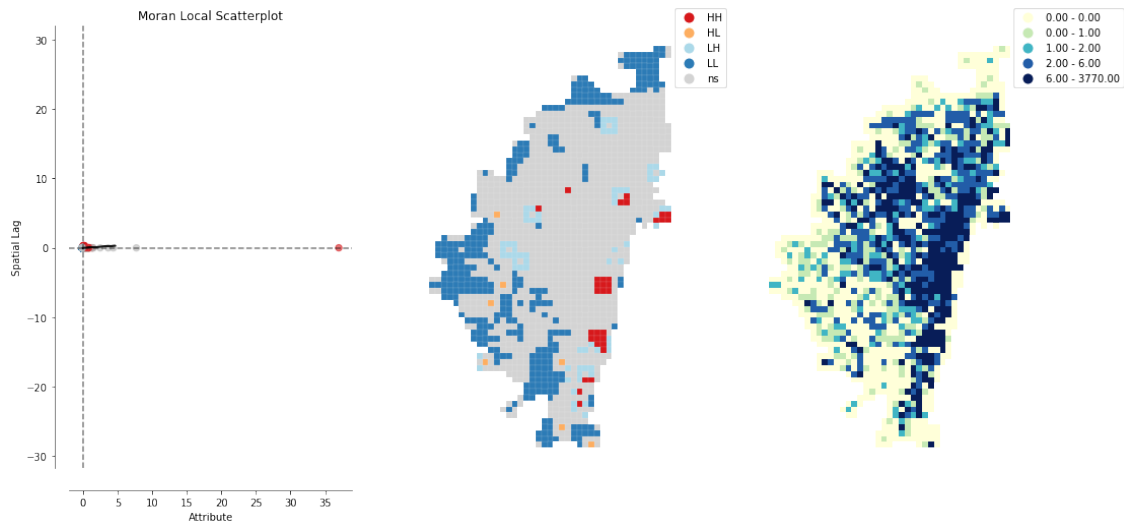 Moran Local Scatterplot
30
20
10
0
−10
−20
−30
Spatial Lag
0
5
10
15
20
25
30
35
Attribute
HH
HL
LH
LL
ns
0.00 - 0.00
0.00 - 1.00
1.00 - 2.00
2.00 - 6.00
6.00 - 3770.00